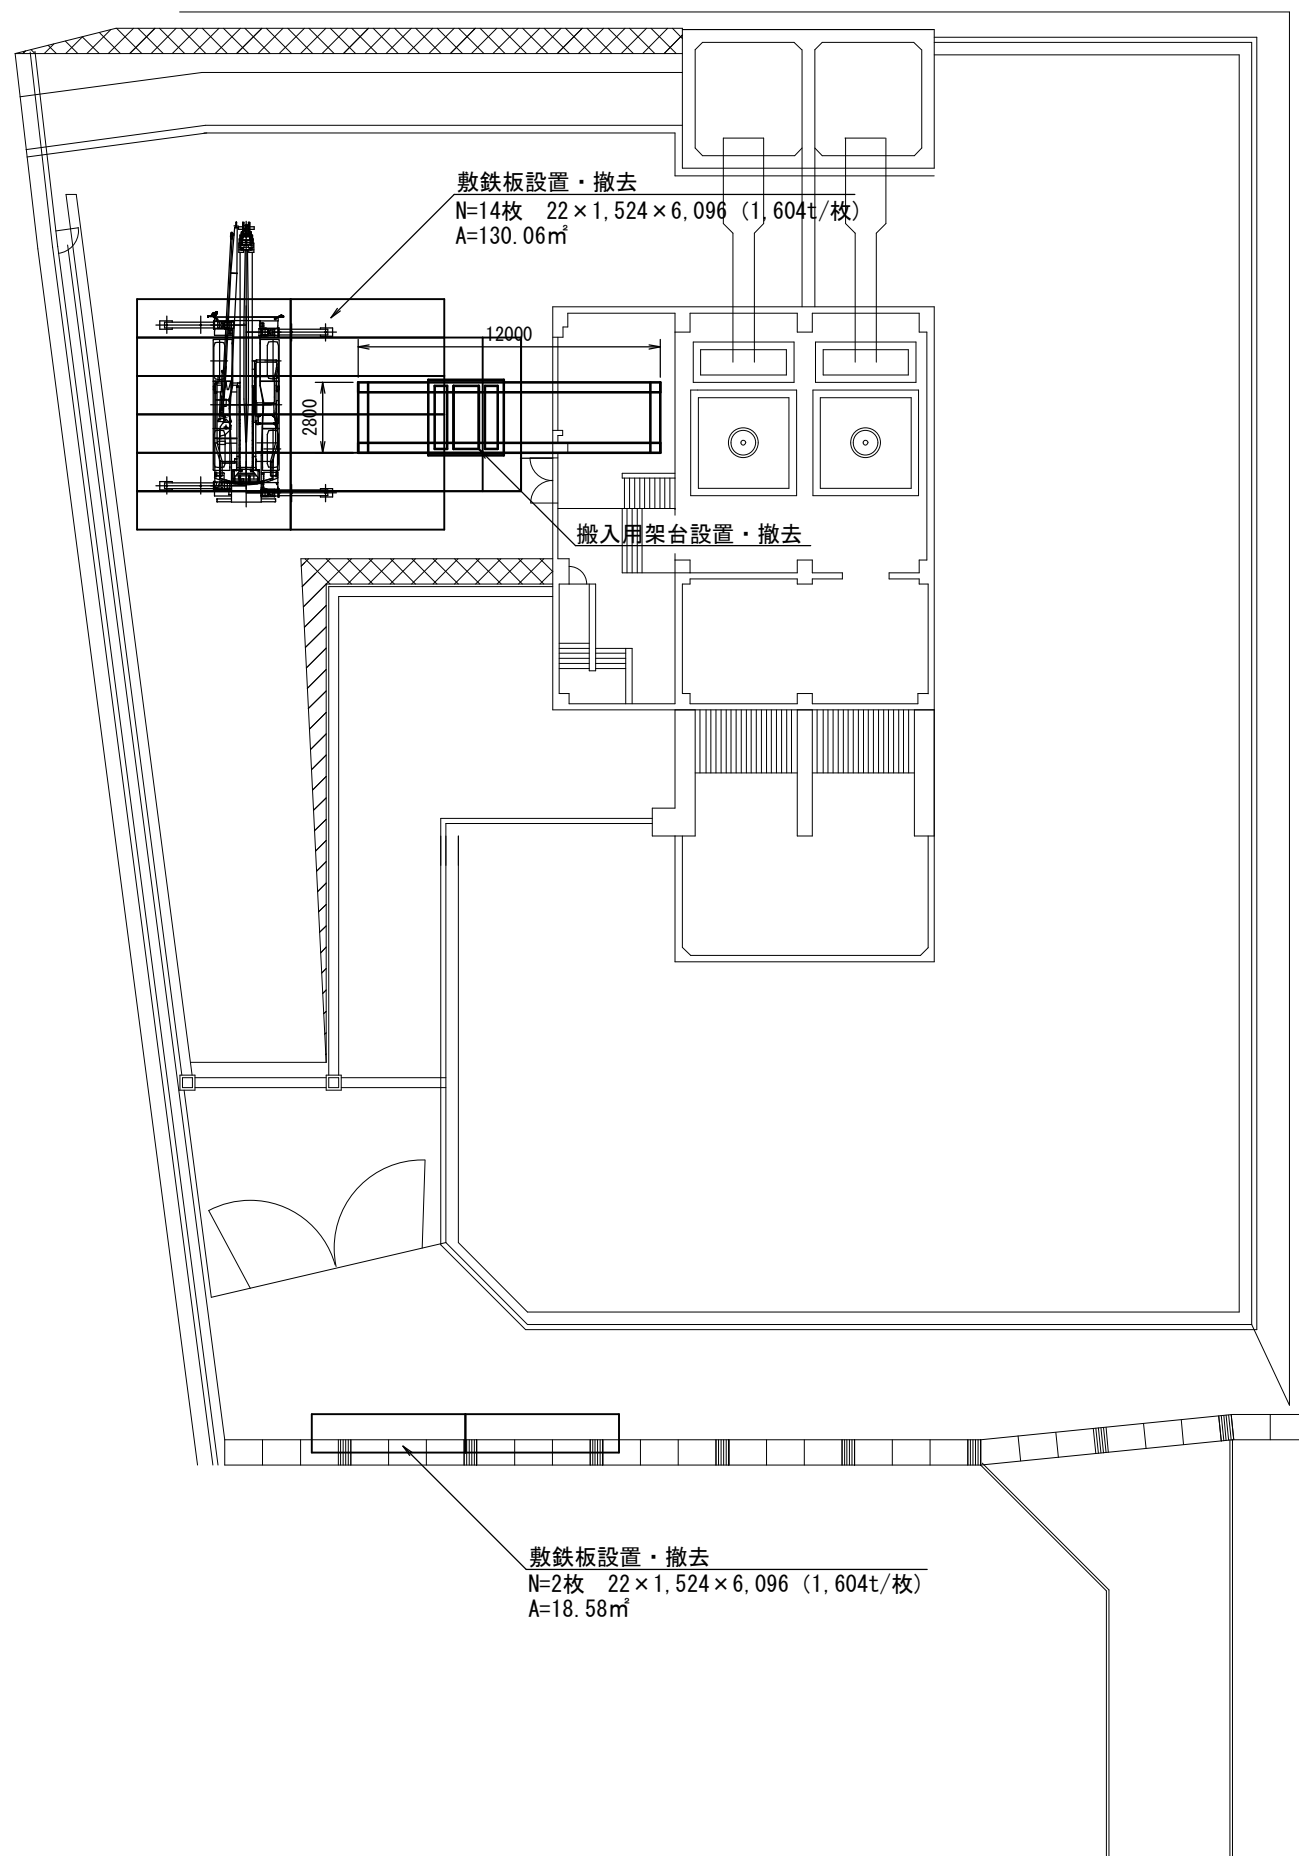 敷鉄板設置・撤去
N=14枚 22×1,524×6,096 (1,604t/枚)
A=130.06㎡
12000
2800
搬入用架台設置・撤去
敷鉄板設置・撤去
N=2枚 22×1,524×6,096 (1,604t/枚)
A=18.58㎡